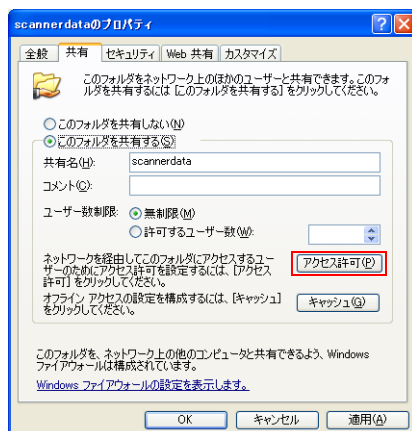 scannerdataのプロパティ
全般 共有 セキュリティ Web 共有 カスタマイズ
このフォルダをネットワーク上のほかのユーザーと共有できます。このフォ
ルダを共有するには [このフォルダを共有する] をクリックしてください。
このフォルダを共有しない(N)
このフォルダを共有する(S)
共有名(H): scannerdata
コメント(C):
ユーザー数制限: 無制限(M)
許可するユーザー数(W):
ネットワークを経由してこのフォルダにアクセスするユー
ザーのためにアクセス許可を設定するには、[アクセス
許可] をクリックしてください。
アクセス許可(P)
オフライン アクセスの設定を構成するには、[キャッシュ]
をクリックしてください。
キャッシュ(G)
このフォルダを、ネットワーク上の他のコンピュータと共有できるよう、Windows
ファイアウォールは構成されています。
Windows ファイアウォールの設定を表示します。
OK キャンセル 適用(A)